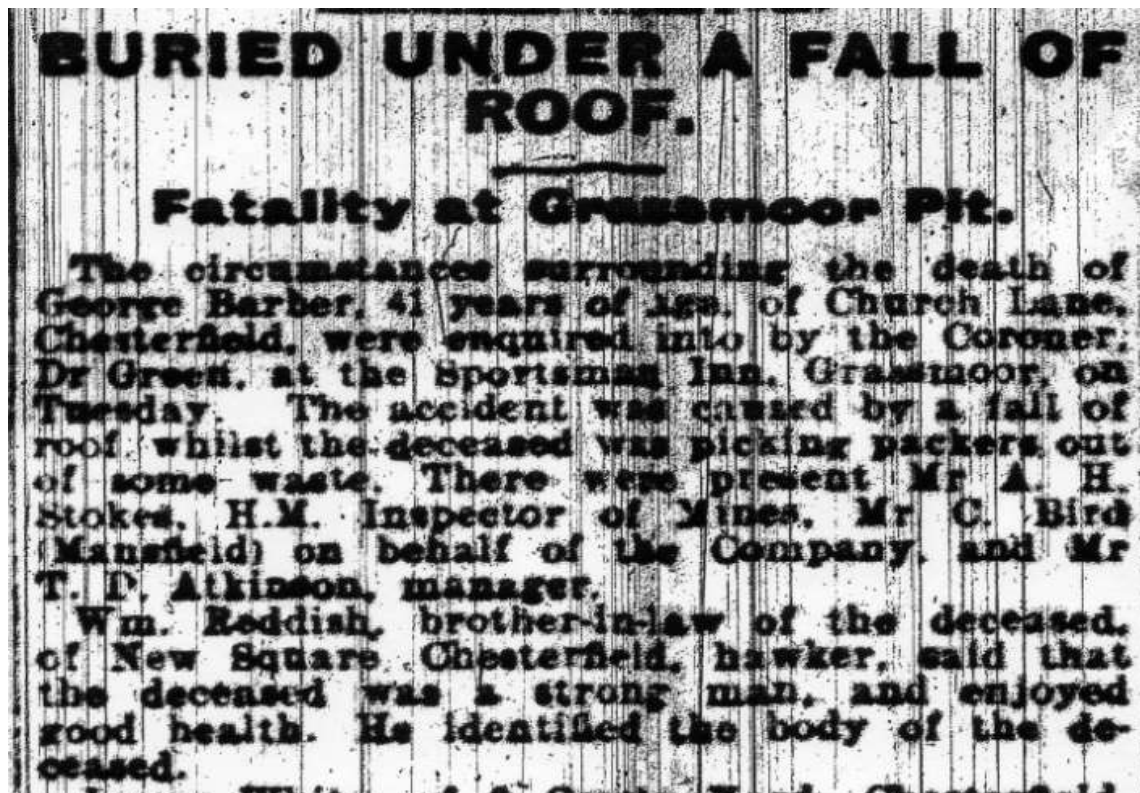 BURIED UNDER A FALL OF
ROOF.
Fatality at Grassmoor Pit.
The circumstances surrounding the death of
George Barber, 41 years of age, of Church Lane,
Chesterfield, were enquired into by the Coroner,
Dr Green, at the Sportsman Inn, Grassmoor, on
Tuesday. The accident was caused by a fall of
roof whilst the deceased was picking packers out
of some waste. There were present Mr A. H.
Stokes, H.M. Inspector of Mines, Mr C. Bird
(Mansfield) on behalf of the Company, and Mr
T. P. Atkinson, manager.
Wm. Reddish, brother-in-law of the deceased,
of New Square Chesterfield, hawker, said that
the deceased was a strong man, and enjoyed
good health. He identified the body of the de-
ceased.